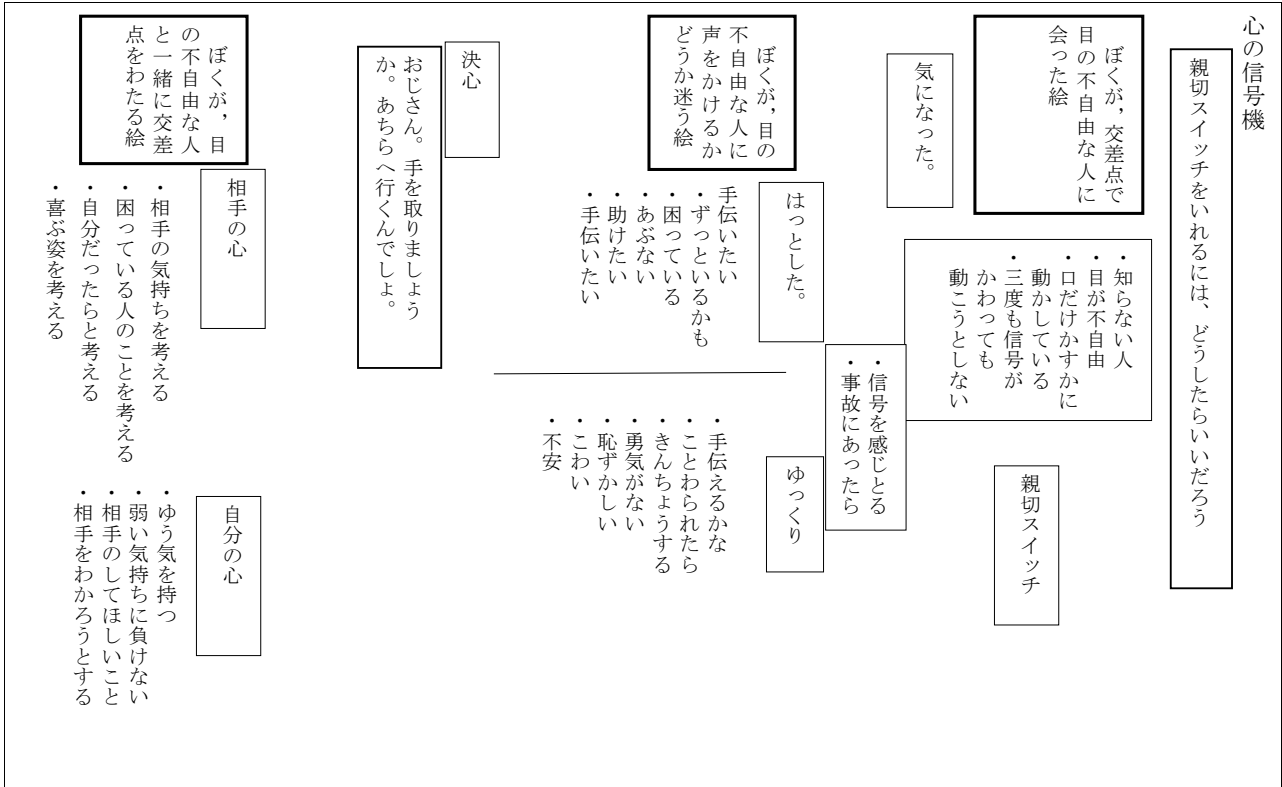 心の信号機
親切スイッチをいれるには、どうしたらいいだろう
ぼくが，交差点で
目の不自由な人に
会った絵
・知らない人
・目が不自由
・口だけかすかに
動かしている
・三度も信号が
かわっても
動こうとしない
親切スイッチ
気になった。
・信号を感じとる
・事故にあったら
はっとした。
ゆっくり
ぼくが，目の
不自由な人に
声をかけるか
どうか迷う絵
手伝いたい
・ずっといるかも
・困っている
・あぶない
・助けたい
・手伝いたい
・手伝えるかな
・ことわられたら
・きんちょうする
・勇気がない
・恥ずかしい
・こわい
・不安
決心
おじさん。手を取りましょう
か。あちらへ行くんでしょ。
ぼくが，目
の不自由な人
と一緒に交差
点をわたる絵
相手の心
・相手の気持ちを考える
・困っている人のことを考える
・自分だったらと考える
・喜ぶ姿を考える
自分の心
・ゆう気を持つ
・弱い気持ちに負けない
・相手のしてほしいこと
・相手をわかろうとする